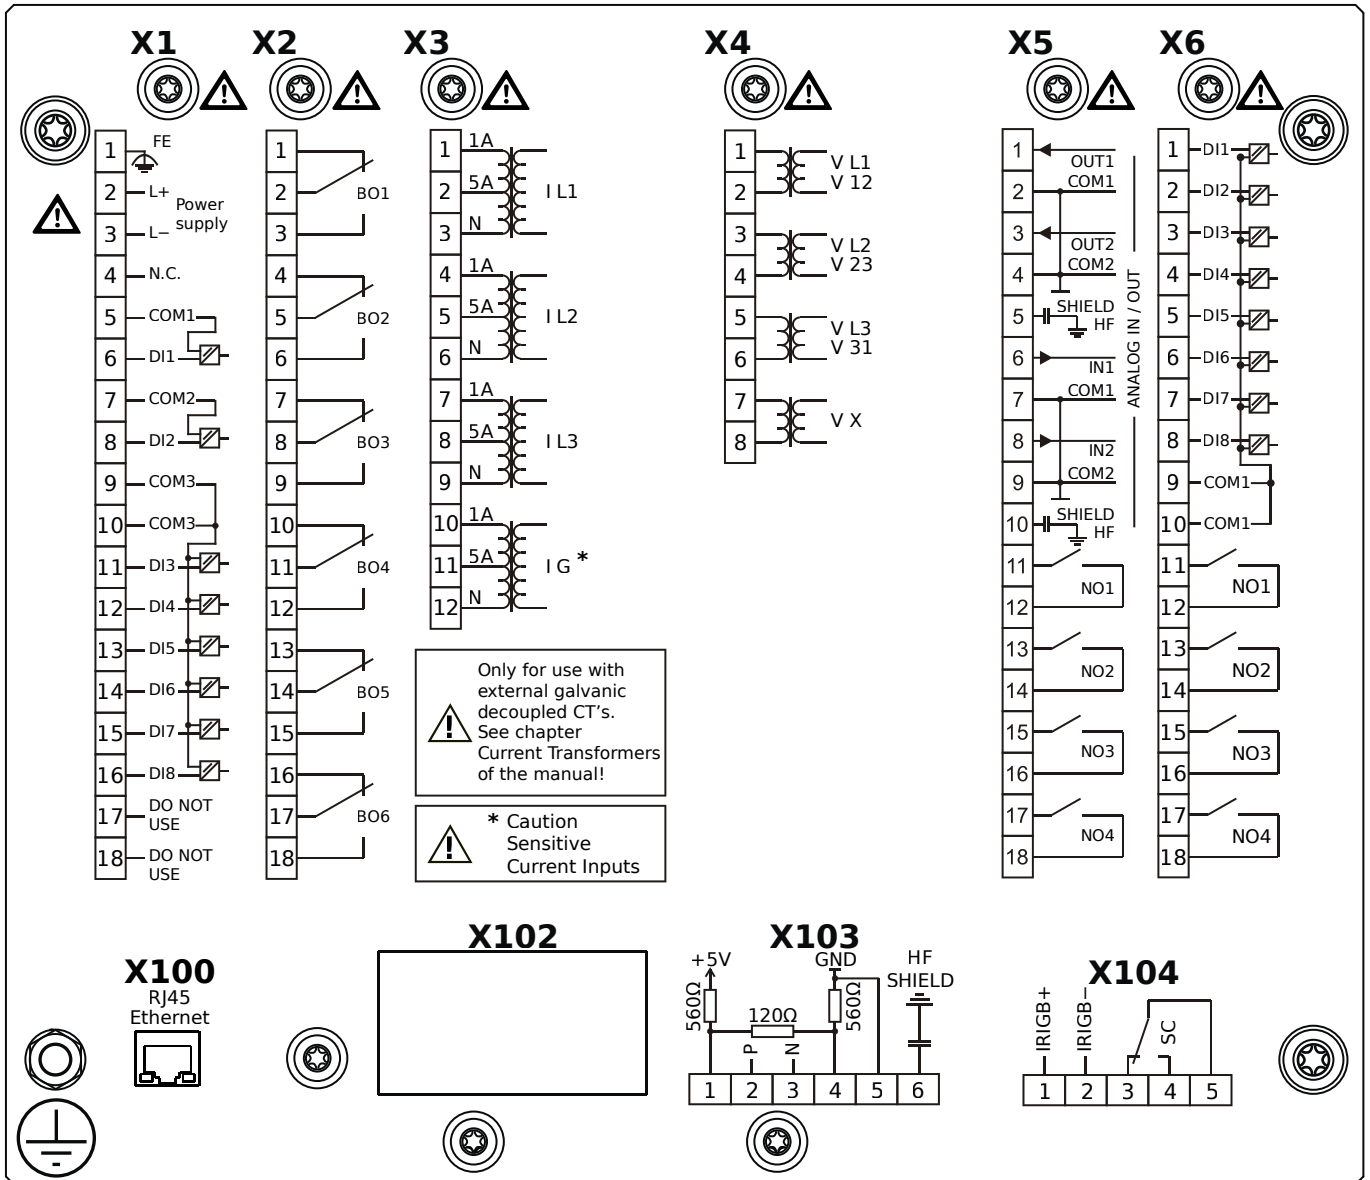 X1
X2
X3
X4
X5
X6
1 FE
2 L+
Power
supply
3 L−
4 N.C.
5 COM1
6 DI1
7 COM2
8 DI2
9 COM3
10 COM3
11 DI3
12 DI4
13 DI5
14 DI6
15 DI7
16 DI8
17 DO NOT
USE
18 DO NOT
USE
1
2 BO1
3
4
5 BO2
6
7
8 BO3
9
10
11 BO4
12
13
14 BO5
15
16
17 BO6
18
1 1A
2 5A I L1
3 N
4 1A
5 5A I L2
6 N
7 1A
8 5A I L3
9 N
10 1A
11 5A I G *
12 N
Only for use with
external galvanic
decoupled CT's.
See chapter
Current Transformers
of the manual!
* Caution
Sensitive
Current Inputs
1 V L1
2 V 12
3 V L2
4 V 23
5 V L3
6 V 31
7 V X
8
1 OUT1
2 COM1
3 OUT2
4 COM2
5 SHIELD
HF
6 IN1
7 COM1
8 IN2
9 COM2
10 SHIELD
HF
ANALOG IN / OUT
11
NO1
12
13
NO2
14
15
NO3
16
17
NO4
18
1 DI1
2 DI2
3 DI3
4 DI4
5 DI5
6 DI6
7 DI7
8 DI8
9 COM1
10 COM1
11
NO1
12
13
NO2
14
15
NO3
16
17
NO4
18
X100
RJ45
Ethernet
X102
X103
+5V
GND
HF
SHIELD
560Ω
120Ω
560Ω
P
N
1 2 3 4 5 6
X104
IRIGB+
IRIGB−
SC
1 2 3 4 5